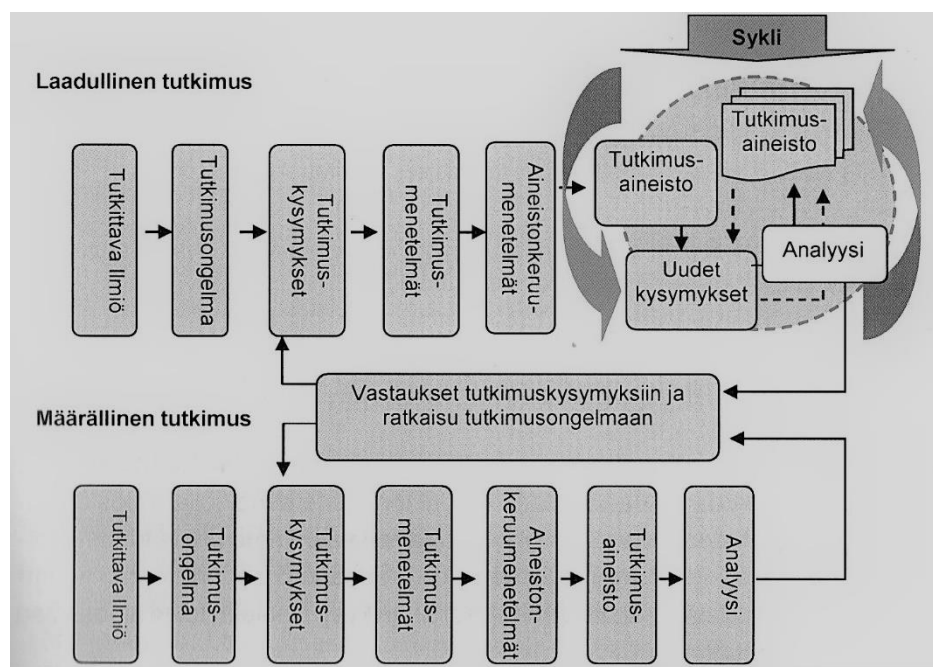 Sykli
Laadullinen tutkimus
Tutkittava Ilmiö
Tutkimusongelma
Tutkimus-
kysymykset
Tutkimus-
menetelmät
Aineistonkeruu-
menetelmät
Tutkimus-
aineisto
Tutkimus-
aineisto
Uudet
kysymykset
Analyysi
Vastaukset tutkimuskysymyksiin ja
ratkaisu tutkimusongelmaan
Määrällinen tutkimus
Tutkittava Ilmiö
Tutkimus-
ongelma
Tutkimus-
kysymykset
Tutkimus-
menetelmät
Aineiston-
keruumenetelmät
Tutkimus-
aineisto
Analyysi